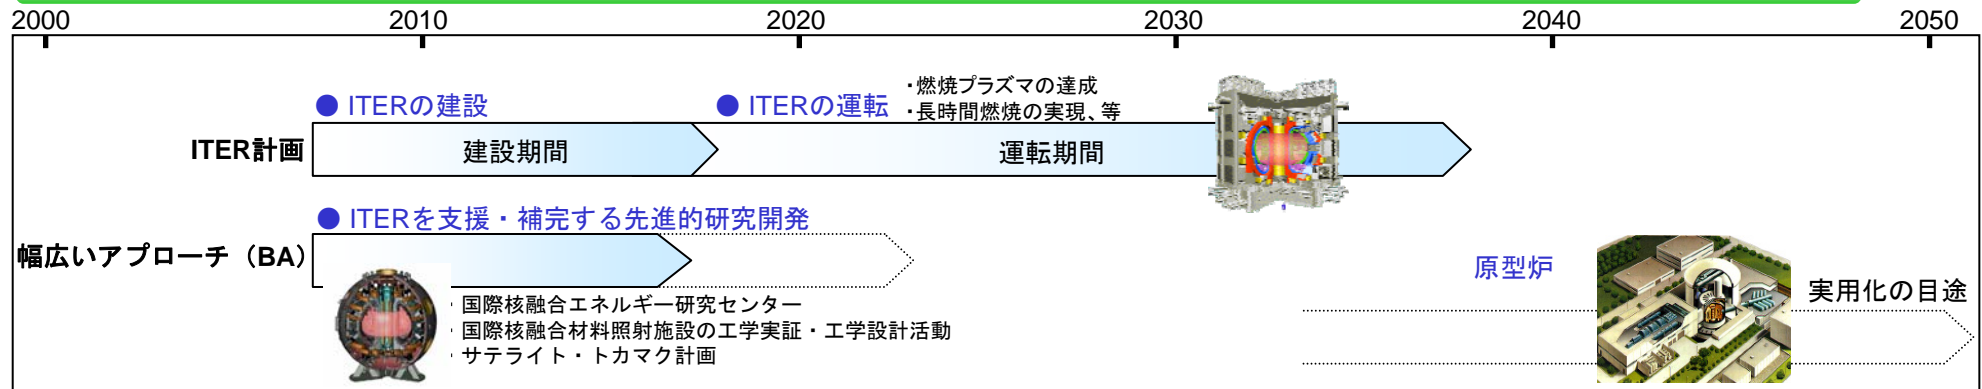 2000 2010 2020 2030 2040 2050
● ITERの建設
● ITERの運転
・燃焼プラズマの達成
・長時間燃焼の実現、等
ITER計画
建設期間
運転期間
● ITERを支援・補完する先進的研究開発
幅広いアプローチ（BA）
・国際核融合エネルギー研究センター
・国際核融合材料照射施設の工学実証・工学設計活動
・サテライト・トカマク計画
原型炉
実用化の目途